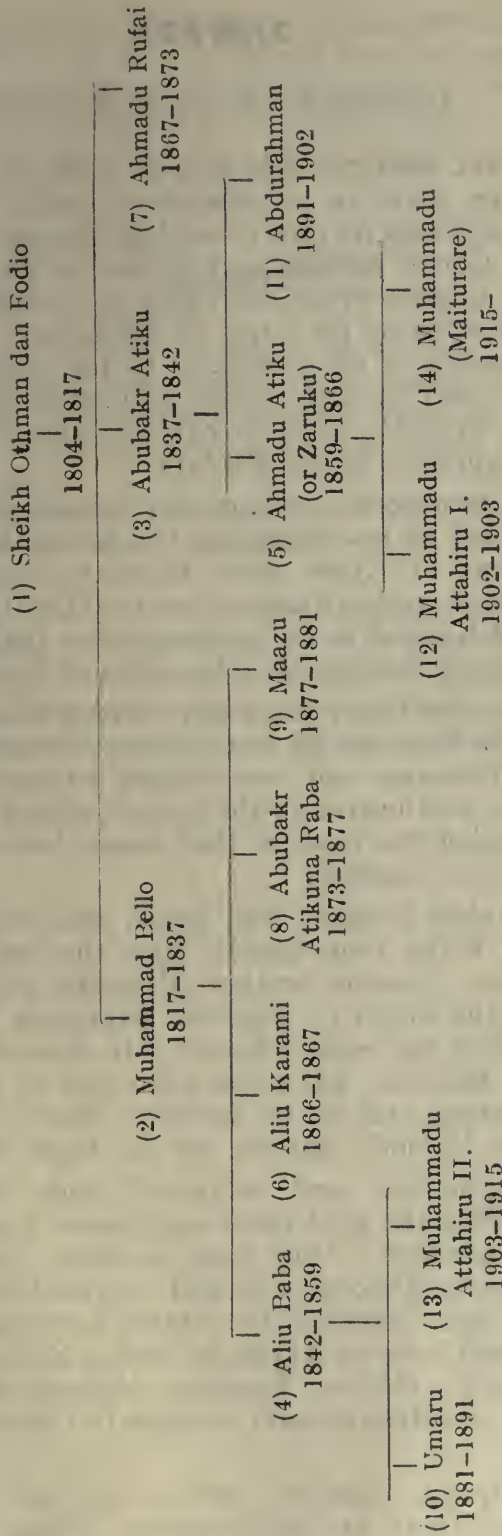 (1) Sheikh Othman dan Fodio
1804–1817
(2) Muhammad Bello
1817–1837
(3) Abubakr Atiku
1837–1842
(7) Ahmadu Rufai
1867–1873
(4) Aliu Baba
1842–1859
(6) Aliu Karami
1866–1867
(8) Abubakr
Atikuna Raba
1873–1877
(9) Maazu
1877–1881
(5) Ahmadu Atiku
(or Zaruku)
1859–1866
(11) Abdurahman
1891–1902
(10) Umaru
1881–1891
(13) Muhammadu
Attahiru II.
1903–1915
(12) Muhammadu
Attahiru I.
1902–1903
(14) Muhammadu
(Maiturare)
1915–